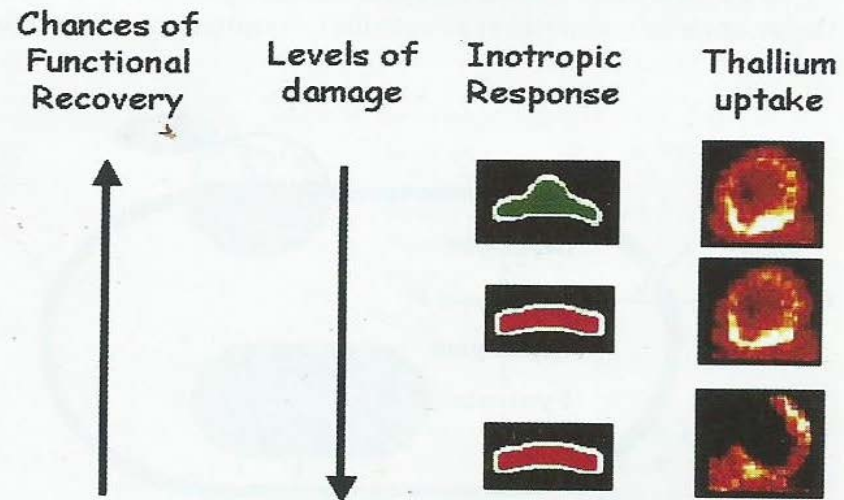 Chances of
Functional
Recovery
Levels of
damage
Inotropic
Response
Thallium
uptake